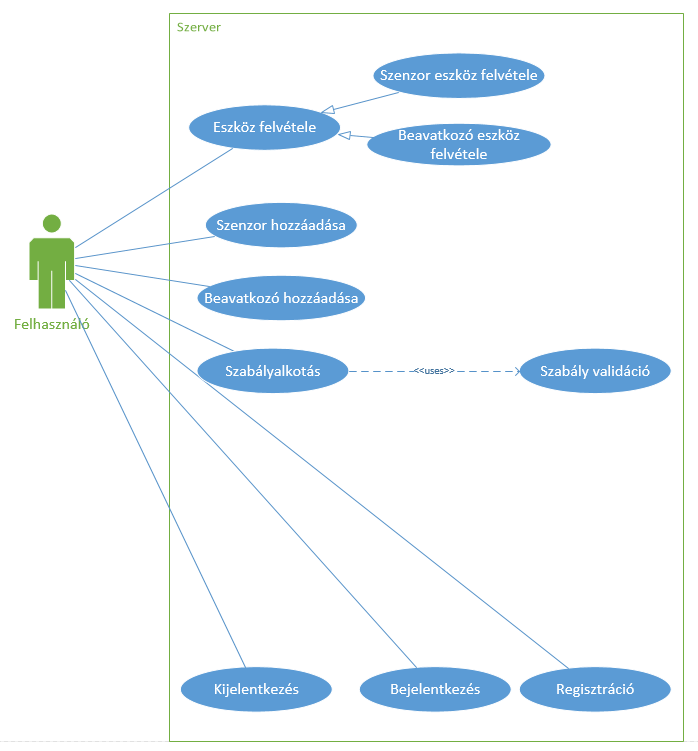 Szerver
Szenzor eszköz felvétele
Eszköz felvétele
Beavatkozó eszköz
felvétele
Szenzor hozzáadása
Beavatkozó hozzáadása
Felhasználó
Szabályalkotás
<<uses>>
Szabály validáció
Kijelentkezés
Bejelentkezés
Regisztráció